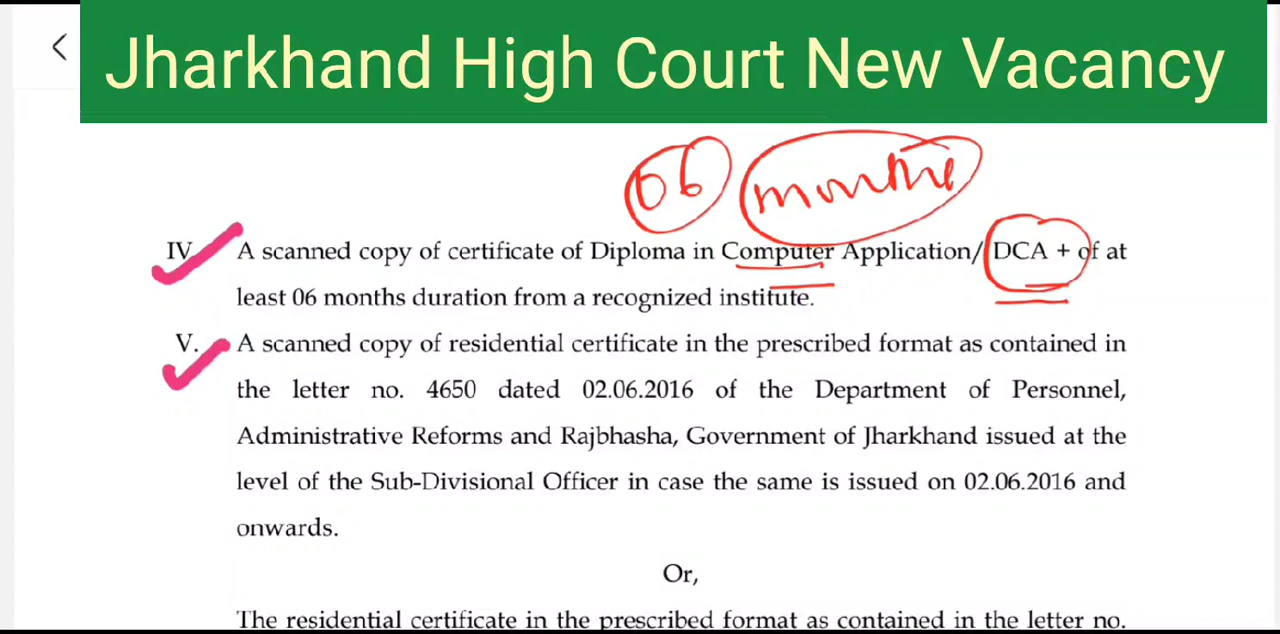 Jharkhand High Court New Vacancy
06 months
IV. A scanned copy of certificate of Diploma in Computer Application/ DCA + of at
least 06 months duration from a recognized institute.
V. A scanned copy of residential certificate in the prescribed format as contained in
the letter no. 4650 dated 02.06.2016 of the Department of Personnel,
Administrative Reforms and Rajbhasha, Government of Jharkhand issued at the
level of the Sub-Divisional Officer in case the same is issued on 02.06.2016 and
onwards.
Or,
The residential certificate in the prescribed format as contained in the letter no.